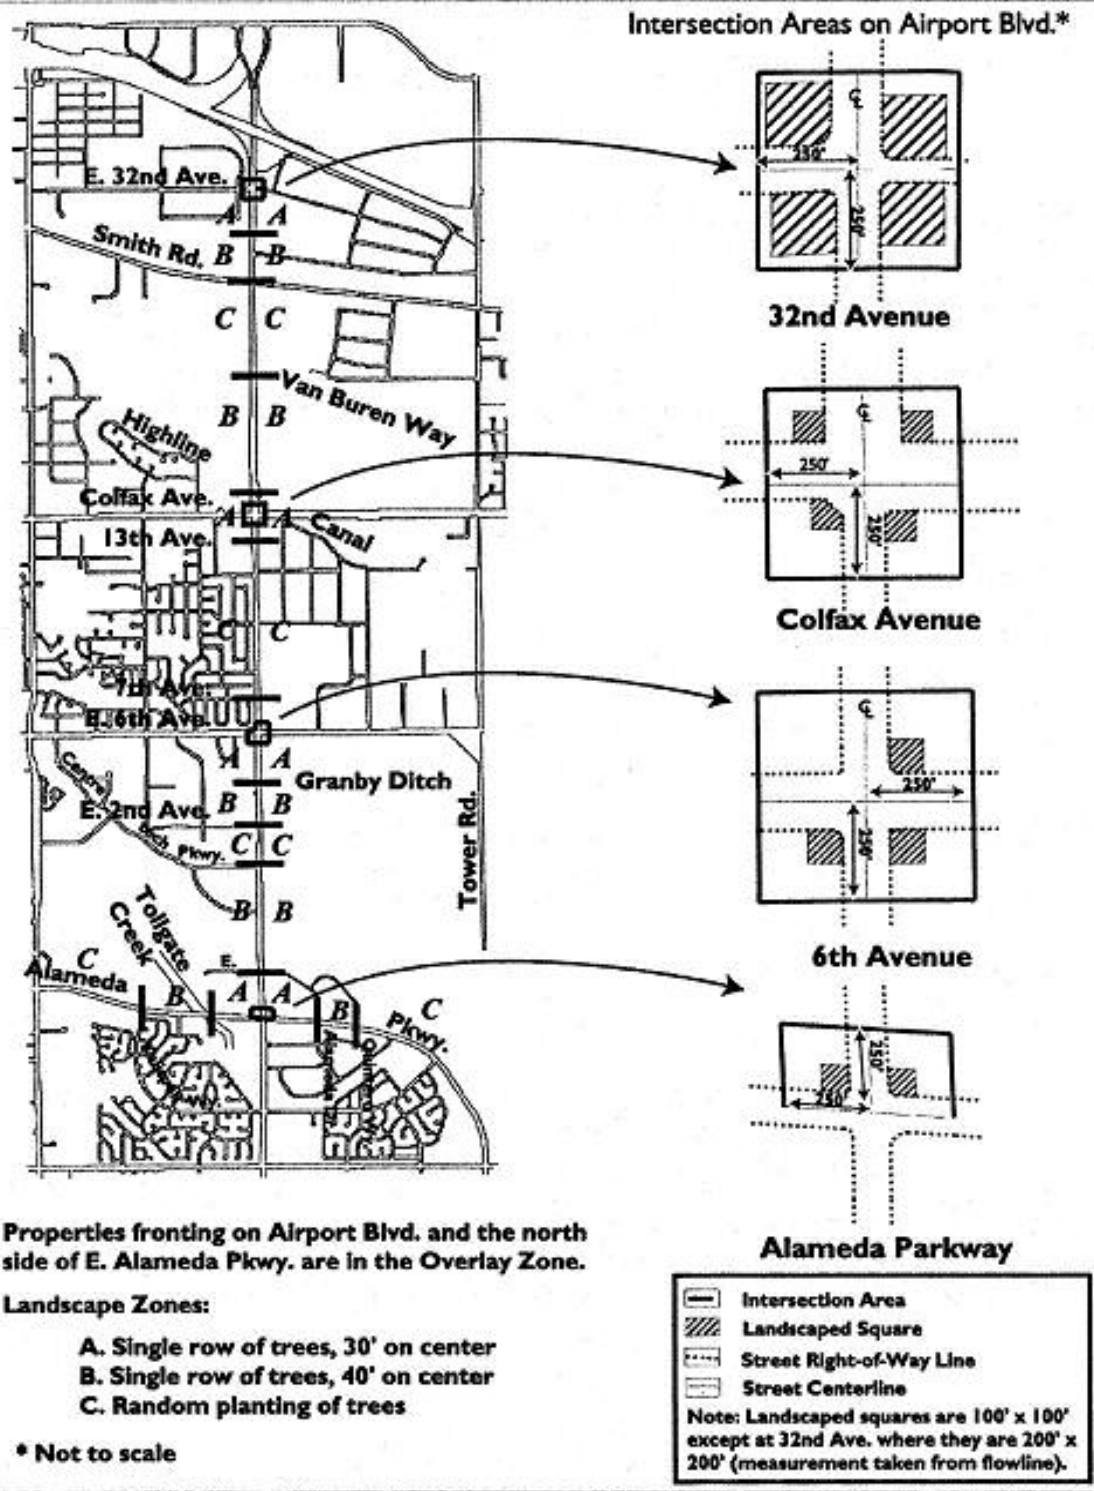 Intersection Areas on Airport Blvd.*
E. 32nd Ave.
A A
Smith Rd. B B
C C
Van Buren Way
B B
Highline
Colfax Ave.
A A
Canal
13th Ave.
C C
7th Ave.
E. 6th Ave.
A A
Granby Ditch
B B
E. 2nd Ave.
Centre
Tech Pkwy.
C C
Tower Rd.
B B
Tollgate
Creek
E.
C
Alameda
B A A B C
Pkwy.
Alameda Dr.
250'
250'
32nd Avenue
250'
250'
Colfax Avenue
250'
250'
6th Avenue
250'
250'
Alameda Parkway
Properties fronting on Airport Blvd. and the north
side of E. Alameda Pkwy. are in the Overlay Zone.
Landscape Zones:
A. Single row of trees, 30' on center
B. Single row of trees, 40' on center
C. Random planting of trees
* Not to scale
Intersection Area
Landscaped Square
Street Right-of-Way Line
Street Centerline
Note: Landscaped squares are 100' x 100'
except at 32nd Ave. where they are 200' x
200' (measurement taken from flowline).